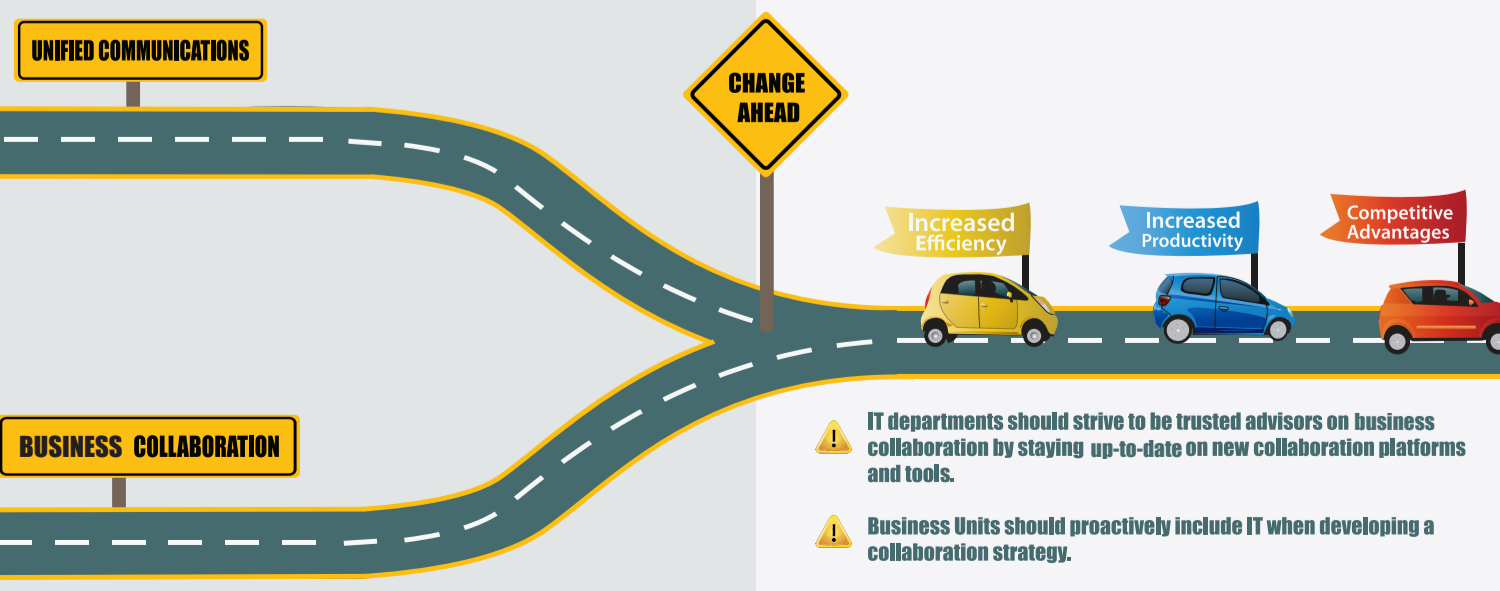 UNIFIED COMMUNICATIONS
CHANGE
AHEAD
Increased
Efficiency
Increased
Productivity
Competitive
Advantages
BUSINESS COLLABORATION
IT departments should strive to be trusted advisors on business
collaboration by staying up-to-date on new collaboration platforms
and tools.
Business Units should proactively include IT when developing a
collaboration strategy.